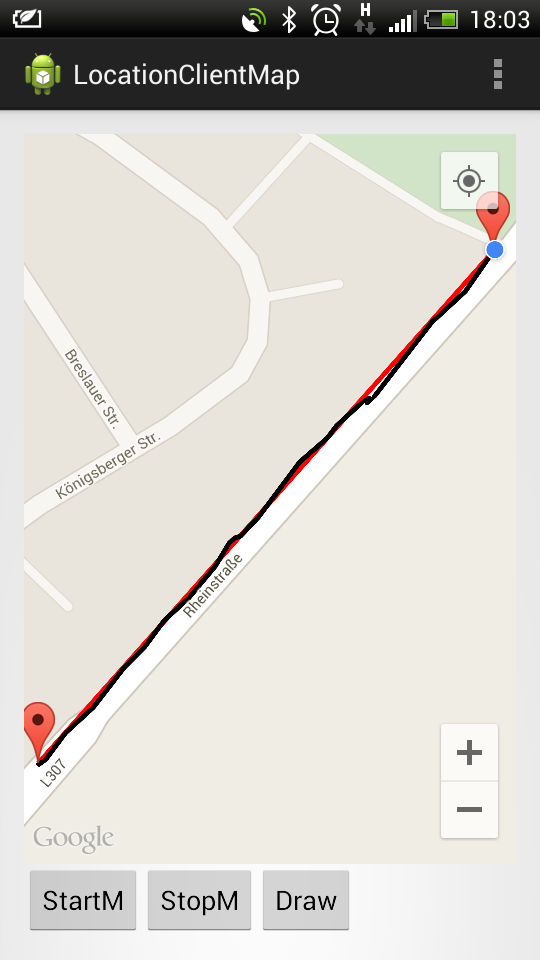 H
18:03
LocationClientMap
Breslauer Str.
Königsberger Str.
Rheinstraße
L307
+
−
Google
StartM
StopM
Draw